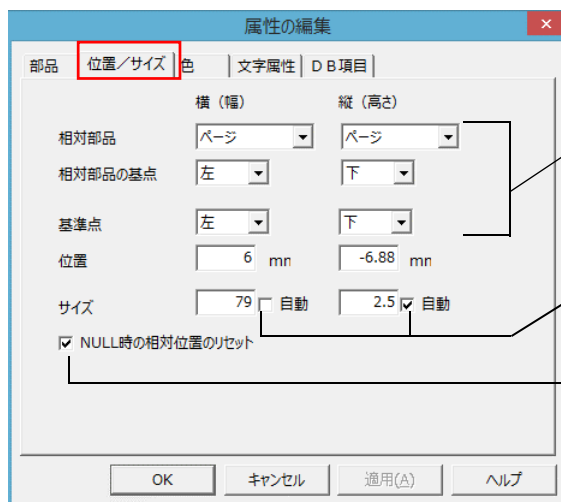 属性の編集
部品 位置／サイズ 色 文字属性 ＤＢ項目
横（幅） 縦（高さ）
相対部品 ページ ページ
相対部品の基点 左 下
基準点 左 下
位置 6 mm -6.88 mm
サイズ 79 自動 2.5 自動
NULL時の相対位置のリセット
OK キャンセル 適用(A) ヘルプ